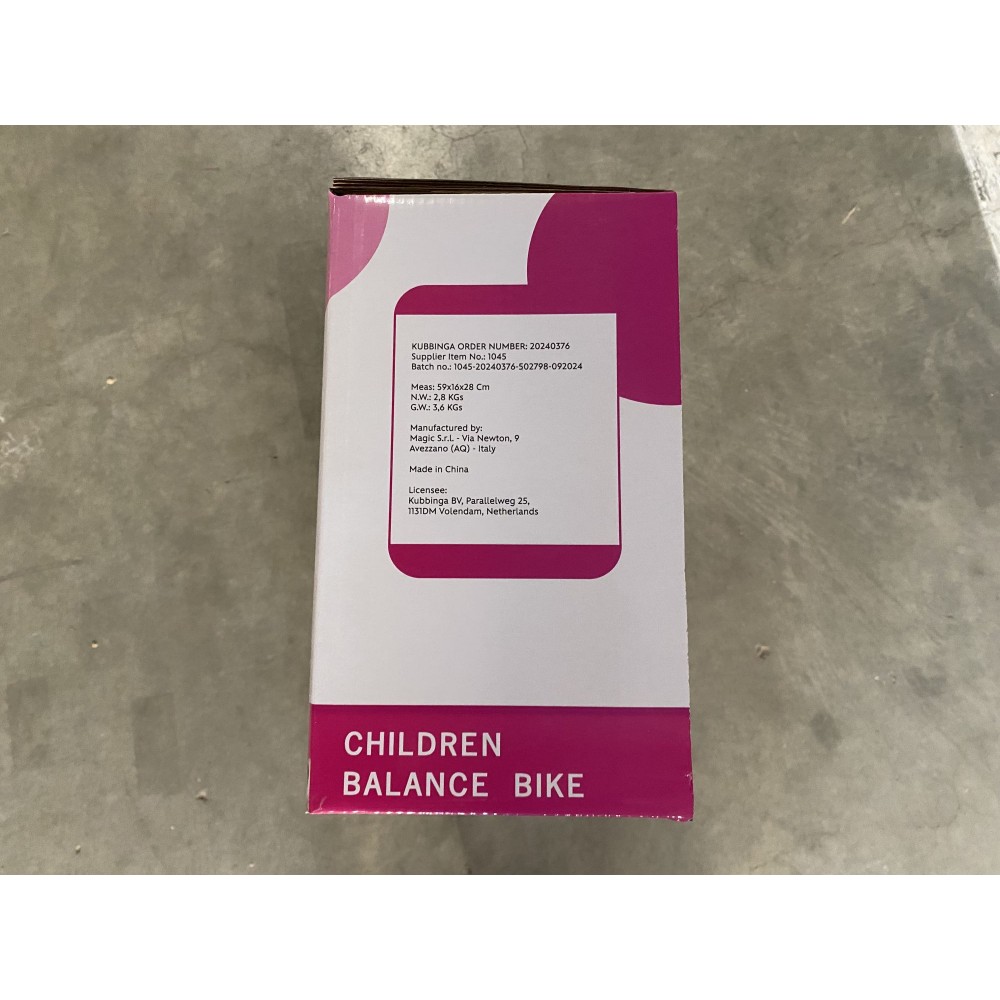 KUBBINGA ORDER NUMBER: 20240376
Supplier Item No.: 1045
Batch no.: 1045-20240376-502798-092024
Meas: 59x16x28 Cm
N.W.: 2,8 KGs
G.W.: 3,6 KGs
Manufactured by:
Magic S.r.l. - Via Newton, 9
Avezzano (AQ) - Italy
Made in China
Licensee:
Kubbinga BV, Parallelweg 25,
1131DM Volendam, Netherlands
CHILDREN
BALANCE BIKE